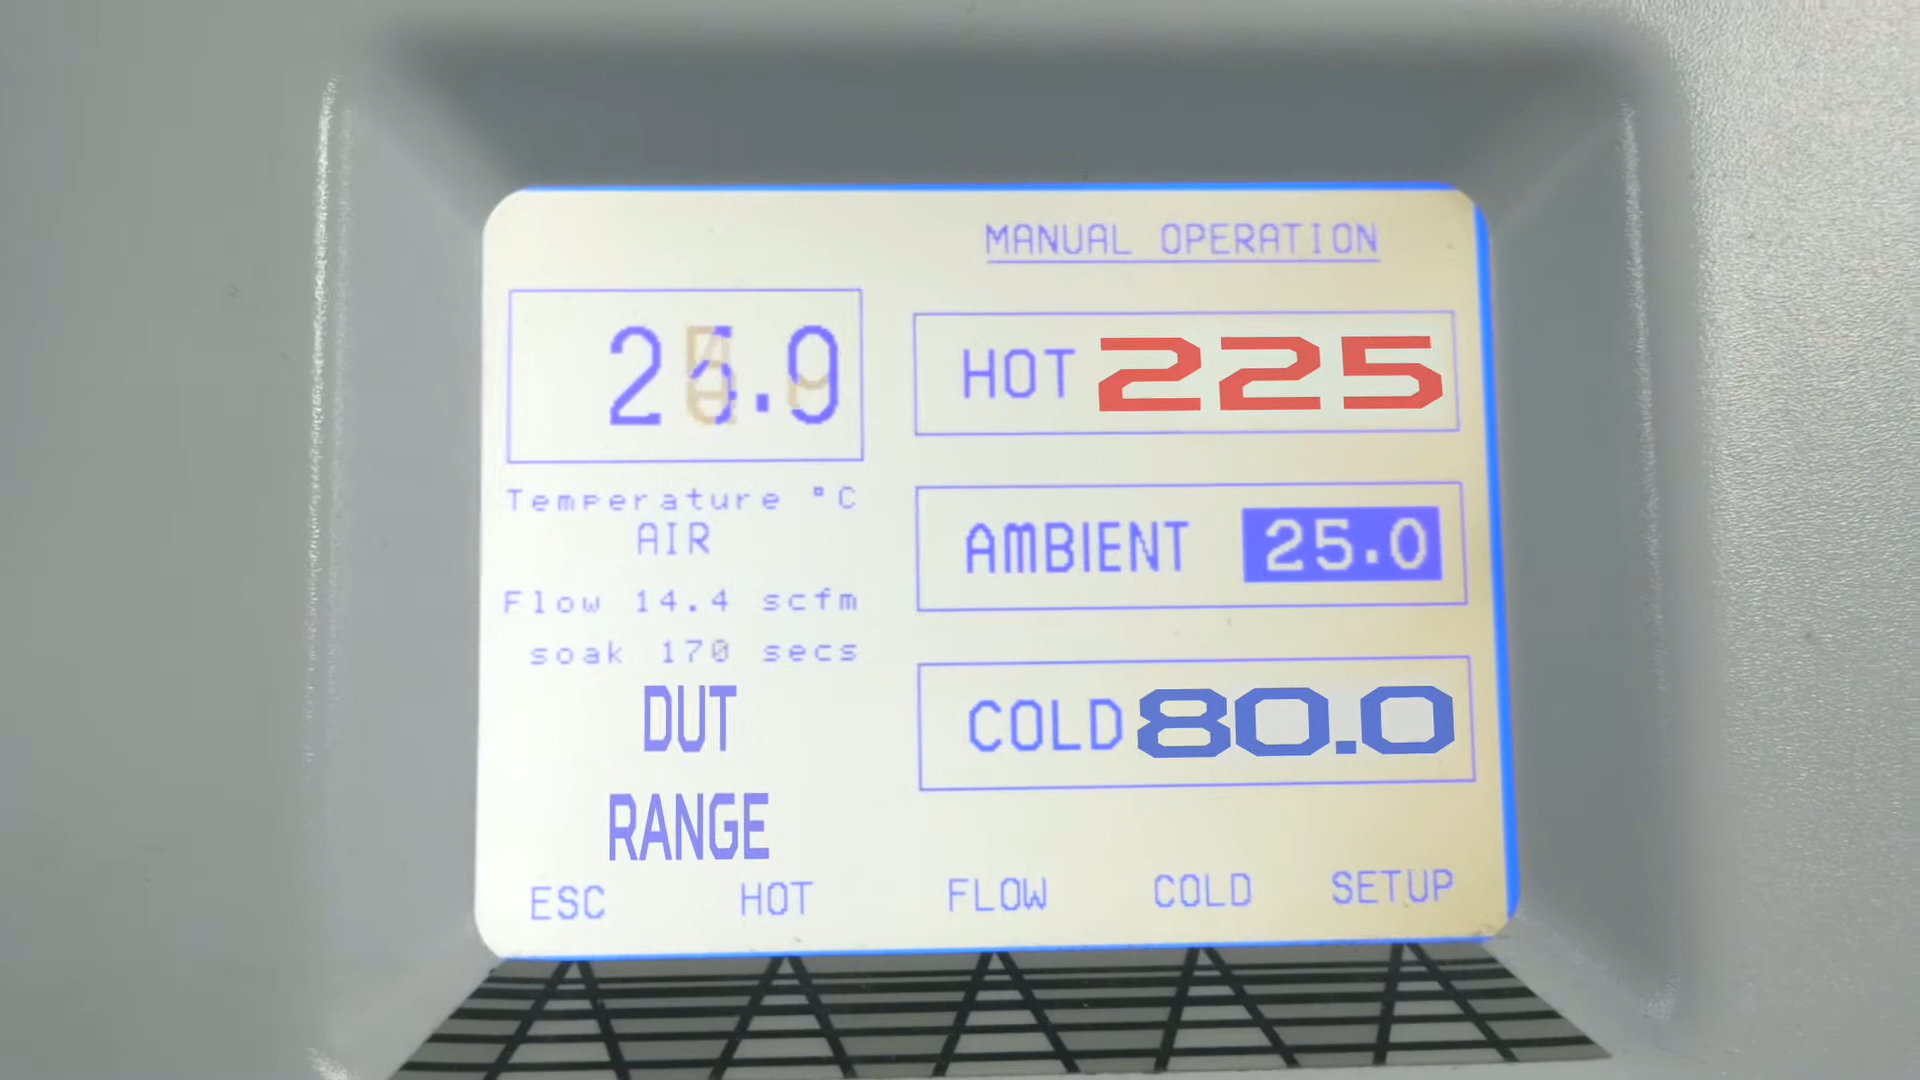 MANUAL OPERATION
Temperature °C
AIR
Flow 14.4 scfm
soak 170 secs
DUT
RANGE
HOT 225
AMBIENT 25.0
COLD 80.0
ESC HOT FLOW COLD SETUP